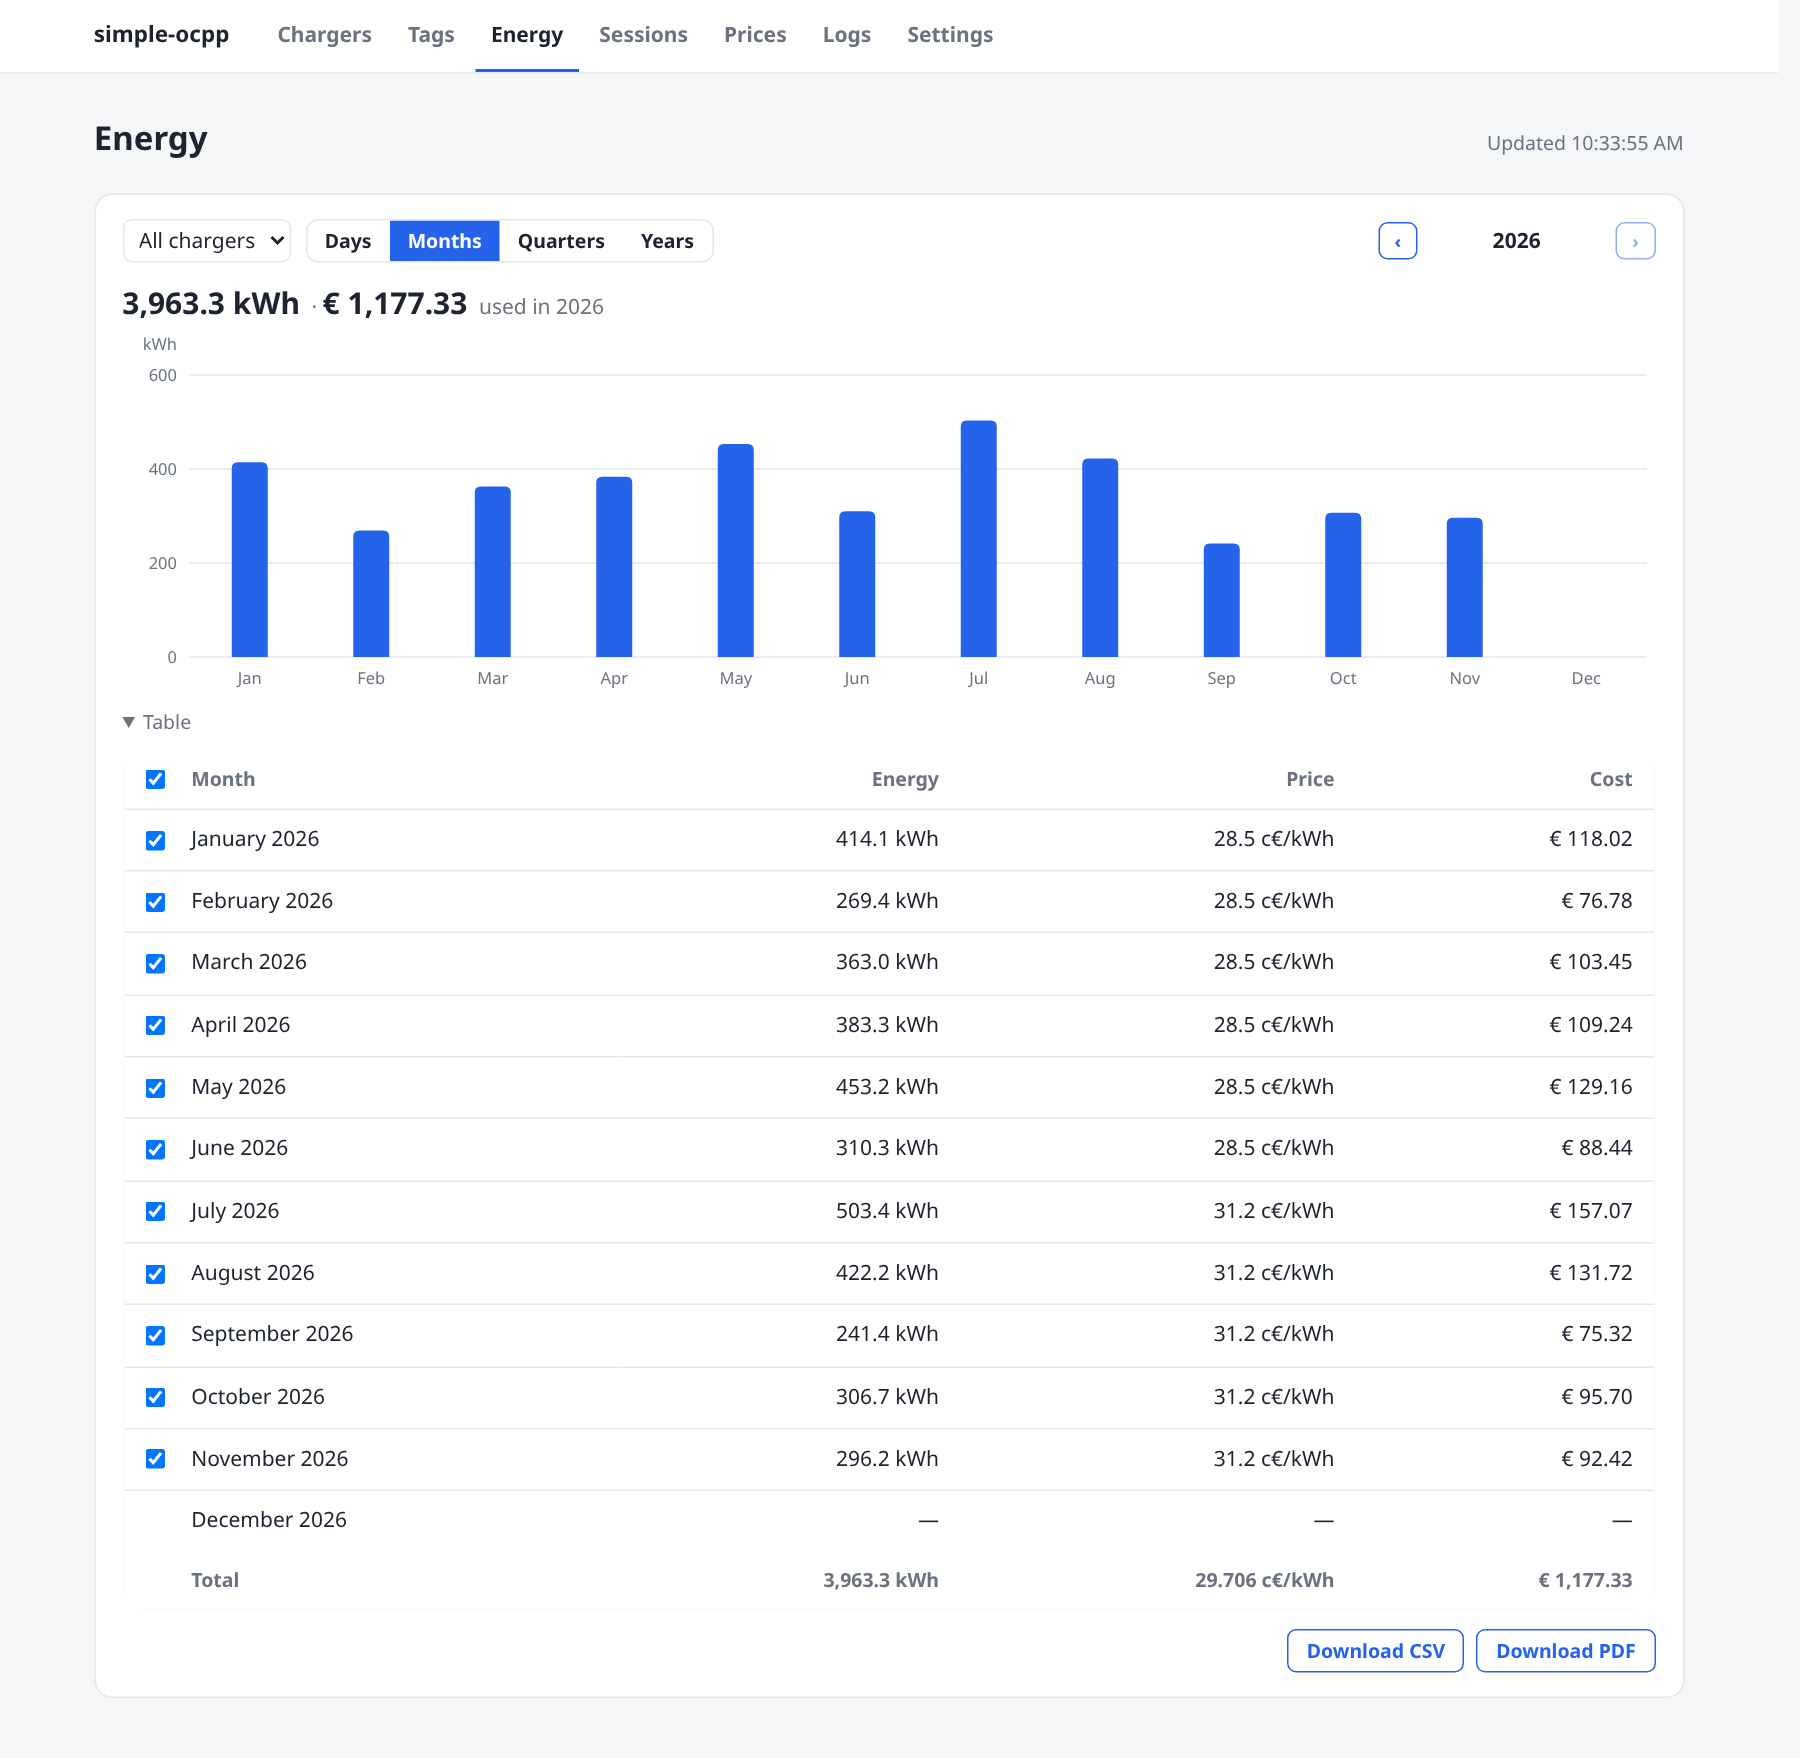 simple-ocpp Chargers Tags Energy Sessions Prices Logs Settings
Energy
Updated 10:33:55 AM
All chargers Days Months Quarters Years ‹ 2026 ›
3,963.3 kWh · € 1,177.33 used in 2026
kWh
600
400
200
0
Jan Feb Mar Apr May Jun Jul Aug Sep Oct Nov Dec
▼ Table
Month Energy Price Cost
January 2026 414.1 kWh 28.5 c€/kWh € 118.02
February 2026 269.4 kWh 28.5 c€/kWh € 76.78
March 2026 363.0 kWh 28.5 c€/kWh € 103.45
April 2026 383.3 kWh 28.5 c€/kWh € 109.24
May 2026 453.2 kWh 28.5 c€/kWh € 129.16
June 2026 310.3 kWh 28.5 c€/kWh € 88.44
July 2026 503.4 kWh 31.2 c€/kWh € 157.07
August 2026 422.2 kWh 31.2 c€/kWh € 131.72
September 2026 241.4 kWh 31.2 c€/kWh € 75.32
October 2026 306.7 kWh 31.2 c€/kWh € 95.70
November 2026 296.2 kWh 31.2 c€/kWh € 92.42
December 2026 — — —
Total 3,963.3 kWh 29.706 c€/kWh € 1,177.33
Download CSV Download PDF